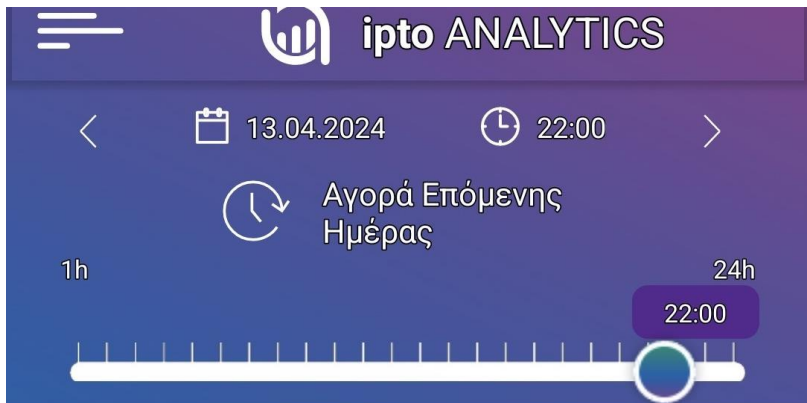 ipto ANALYTICS
13.04.2024 22:00
Αγορά Επόμενης
Ημέρας
1h 24h
22:00